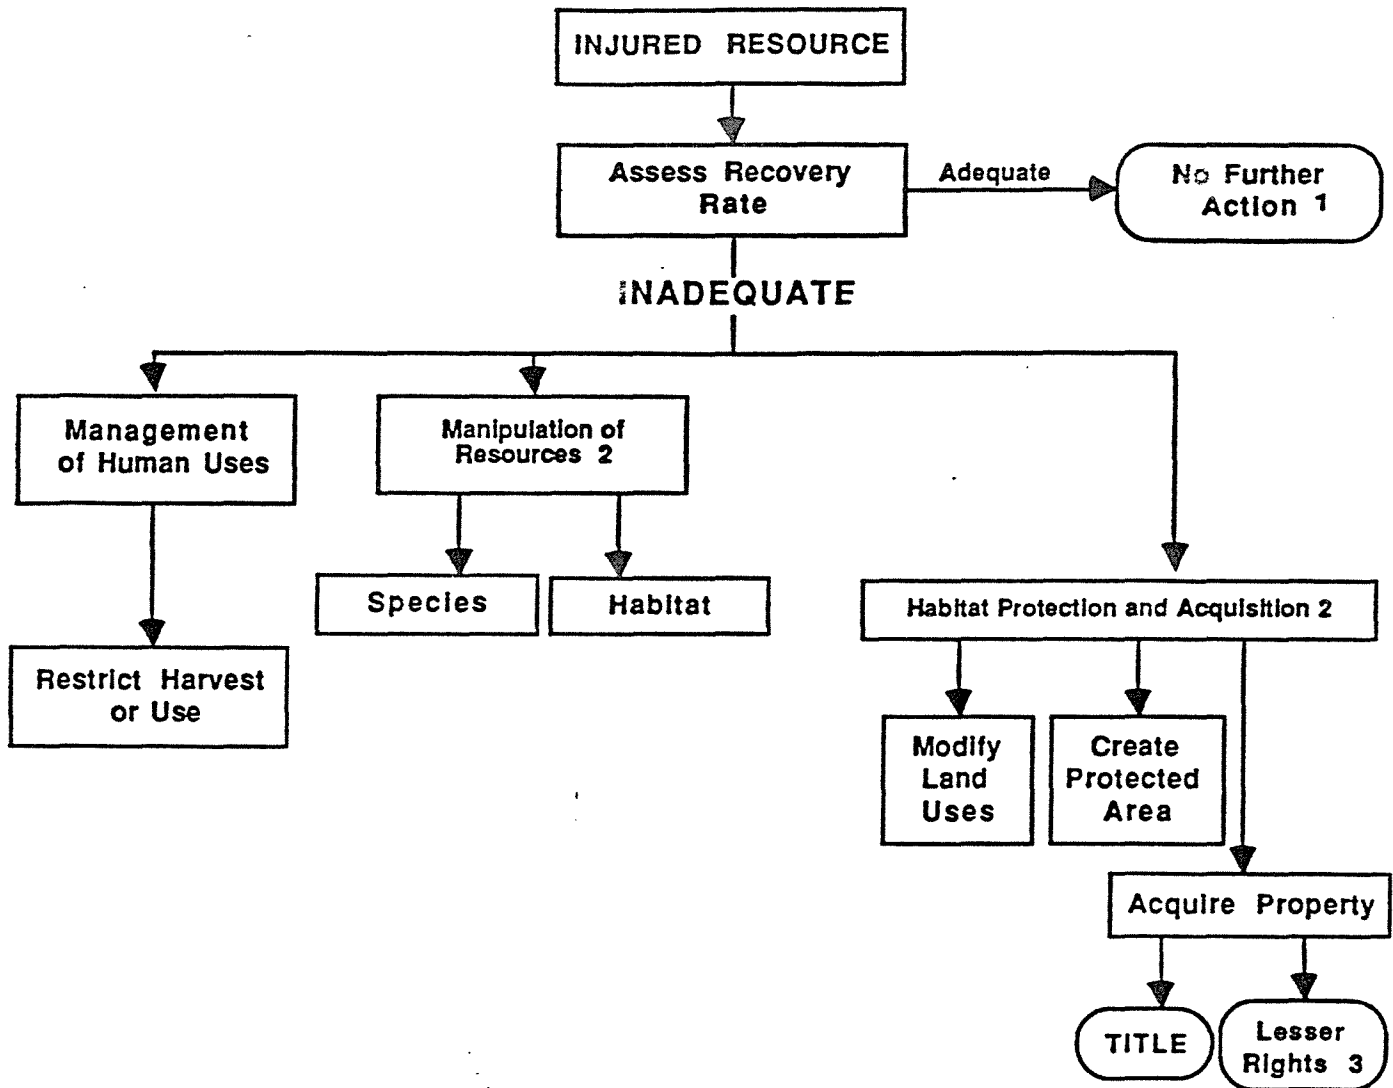 INJURED RESOURCE
Assess Recovery
Rate
Adequate
No Further
Action 1
INADEQUATE
Management
of Human Uses
Manipulation of
Resources 2
Species
Habitat
Habitat Protection and Acquisition 2
Restrict Harvest
or Use
Modify
Land
Uses
Create
Protected
Area
Acquire Property
TITLE
Lesser
Rights 3